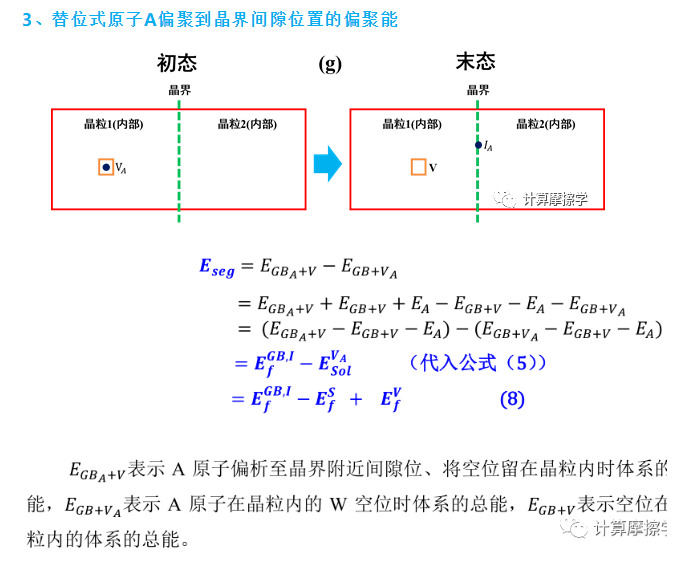 3、替位式原子A偏聚到晶界间隙位置的偏聚能
初态 (g) 末态
晶界 晶界
晶粒1(内部) 晶粒2(内部) 晶粒1(内部) 晶粒2(内部)
V_A V I_A
计算摩擦学
E_seg = E_{GB_A+V} − E_{GB+V_A}
= E_{GB_A+V} + E_{GB+V} + E_A − E_{GB+V} − E_A − E_{GB+V_A}
= (E_{GB_A+V} − E_{GB+V} − E_A) − (E_{GB+V_A} − E_{GB+V} − E_A)
= E_f^{GB,I} − E_{Sol}^{V_A} （代入公式（5））
= E_f^{GB,I} − E_f^S + E_f^V (8)
E_{GB_A+V}表示 A 原子偏析至晶界附近间隙位、将空位留在晶粒内时体系的
能，E_{GB+V_A}表示 A 原子在晶粒内的 W 空位时体系的总能，E_{GB+V}表示空位在
粒内的体系的总能。
计算摩擦学